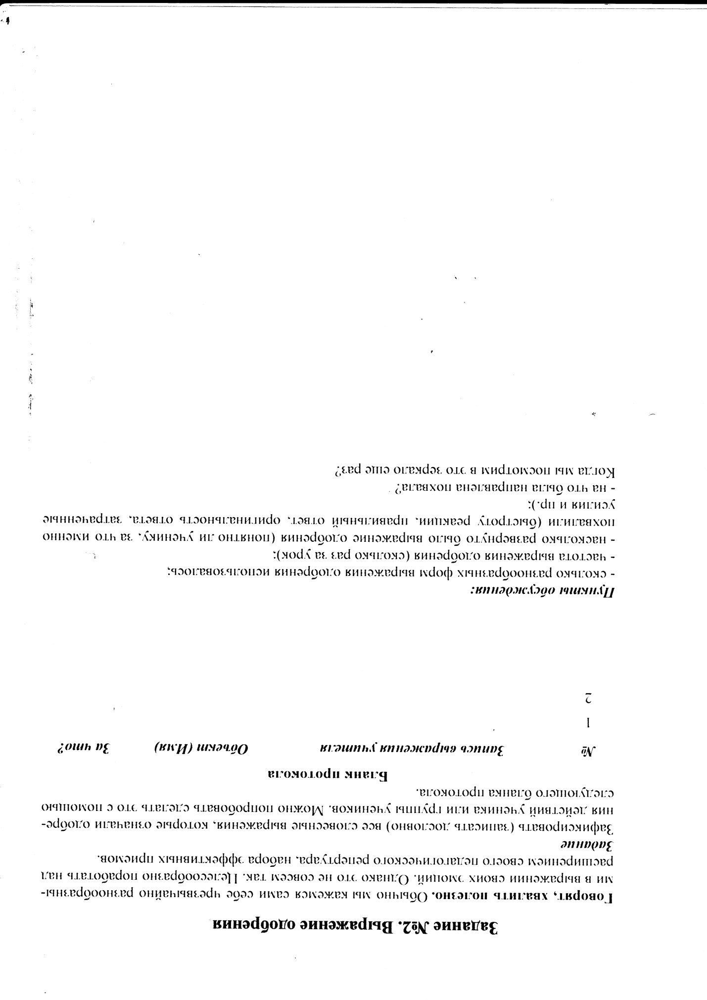 Задание №2. Выражение одобрения
Говорят, хвалить полезно. Обычно мы кажемся сами себе чрезвычайно разнообразны-
ми в выражении своих эмоций. Однако это не совсем так. Целесообразно поработать над
расширением своего педагогического репертуара, набора эффективных приемов.
Задание
Зафиксировать (записать дословно) все словесные выражения, которые означали одобре-
ния действий ученика или группы учеников. Можно попробовать сделать это с помощью
следующего бланка протокола.
Бланк протокола
№ Запись выражения учителя Объект (Имя) За что?
1
2
Пункты обсуждения:
- сколько разнообразных форм выражения одобрения использовалось;
- частота выражения одобрения (сколько раз за урок);
- насколько развернуто было выражение одобрения (понятно ли ученику, за что именно
похвалили (быстроту реакции, правильный ответ, оригинальность ответа, затраченные
усилия и пр.);
- на что была направлена похвала?
Когда мы посмотрим в это зеркало еще раз?